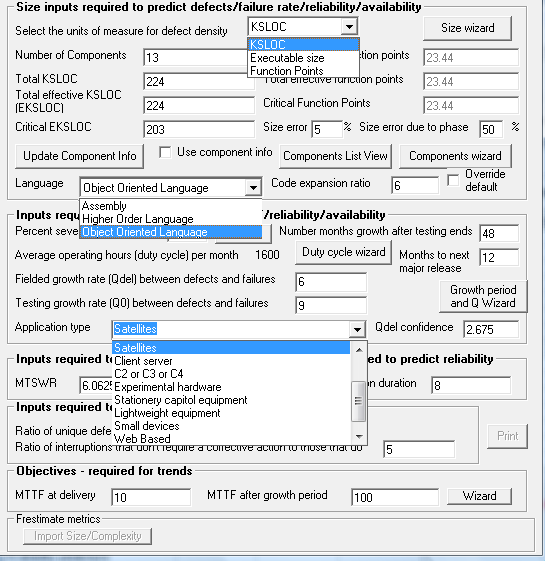 Size inputs required to predict defects/failure rate/reliability/availability
Select the units of measure for defect density
KSLOC
Size wizard
KSLOC
Executable size
Function Points
Number of Components
13
ction points
23.44
Total KSLOC
224
Total effective function points
23.44
Total effective KSLOC
(EKSLOC)
224
Critical Function Points
23.44
Critical EKSLOC
203
Size error
5
%
Size error due to phase
50
%
Update Component Info
Use component info
Components List View
Components wizard
Language
Object Oriented Language
Code expansion ratio
6
Override
default
Assembly
Higher Order Language
Object Oriented Language
Inputs requ
/reliability/availability
Percent seve
Number months growth after testing ends
48
Average operating hours (duty cycle) per month
1600
Duty cycle wizard
Months to next
major release
12
Fielded growth rate (Qdel) between defects and failures
6
Testing growth rate (Q0) between defects and failures
9
Growth period
and Q Wizard
Application type
Satellites
Qdel confidence
2.675
Satellites
Client server
C2 or C3 or C4
Experimental hardware
Stationery capitol equipment
Lightweight equipment
Small devices
Web Based
Inputs required to
ed to predict reliability
MTSWR
6.0625
on duration
8
Inputs required to
Ratio of unique defe
Ratio of interruptions that don't require a corrective action to those that do
5
Print
Objectives - required for trends
MTTF at delivery
10
MTTF after growth period
100
Wizard
Frestimate metrics
Import Size/Complexity